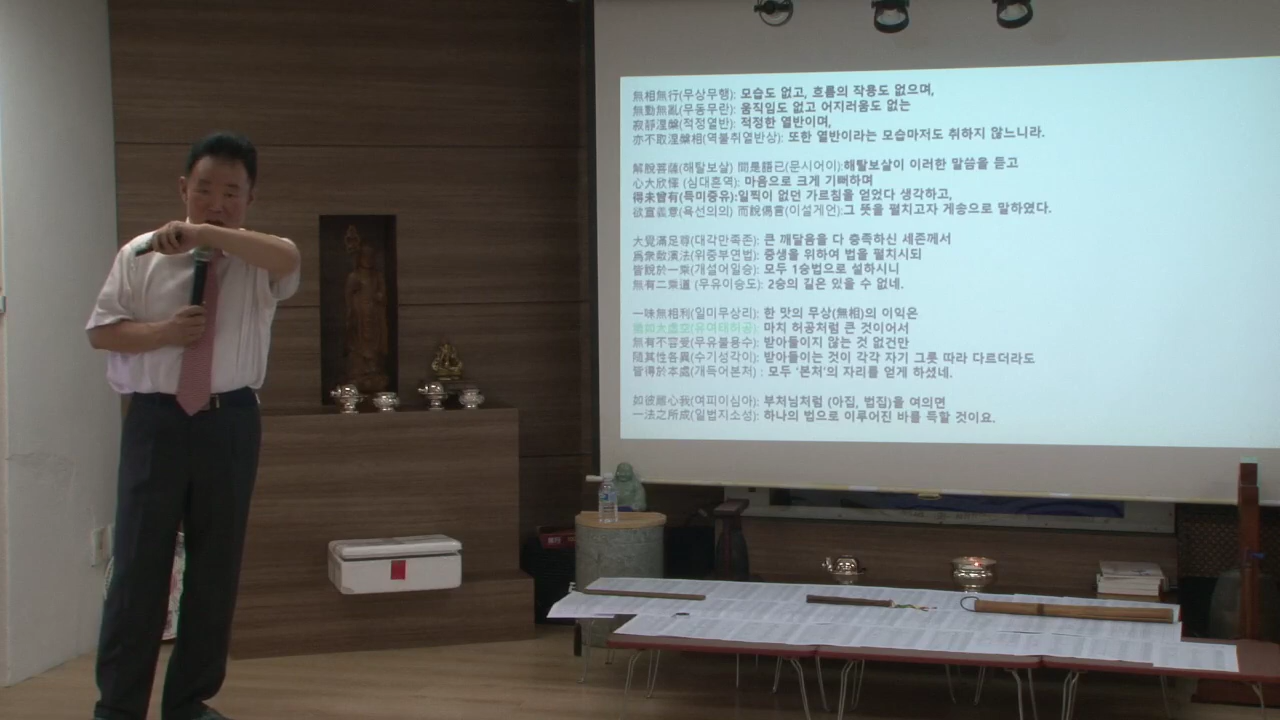 無相無行(무상무행): 모습도 없고, 흐름의 작용도 없으며,
無動無亂(무동무란): 움직임도 없고 어지러움도 없는
寂靜涅槃(적정열반): 적정한 열반이며,
亦不取涅槃相(역불취열반상): 또한 열반이라는 모습마저도 취하지 않느니라.
解脫菩薩(해탈보살) 聞是語已(문시어이):해탈보살이 이러한 말씀을 듣고
心大欣懌 (심대흔역): 마음으로 크게 기뻐하며
得未曾有(득미증유):일찍이 없던 가르침을 얻었다 생각하고,
欲宣義意(욕선의의) 而說偈言(이설게언):그 뜻을 펼치고자 게송으로 말하였다.
大覺滿足尊(대각만족존): 큰 깨달음을 다 충족하신 세존께서
爲衆敷演法(위중부연법): 중생을 위하여 법을 펼치시되
皆說於一乘(개설어일승): 모두 1승법으로 설하시니
無有二乘道 (무유이승도): 2승의 길은 있을 수 없네.
一味無相利(일미무상리): 한 맛의 무상(無相)의 이익은
猶如太虛空(유여태허공): 마치 허공처럼 큰 것이어서
無有不容受(무유불용수): 받아들이지 않는 것 없건만
隨其性各異(수기성각이): 받아들이는 것이 각각 자기 그릇 따라 다르더라도
皆得於本處(개득어본처) : 모두 '본처'의 자리를 얻게 하셨네.
如彼離心我(여피이심아): 부처님처럼 (아집, 법집)을 여의면
一法之所成(일법지소성): 하나의 법으로 이루어진 바를 득할 것이요.